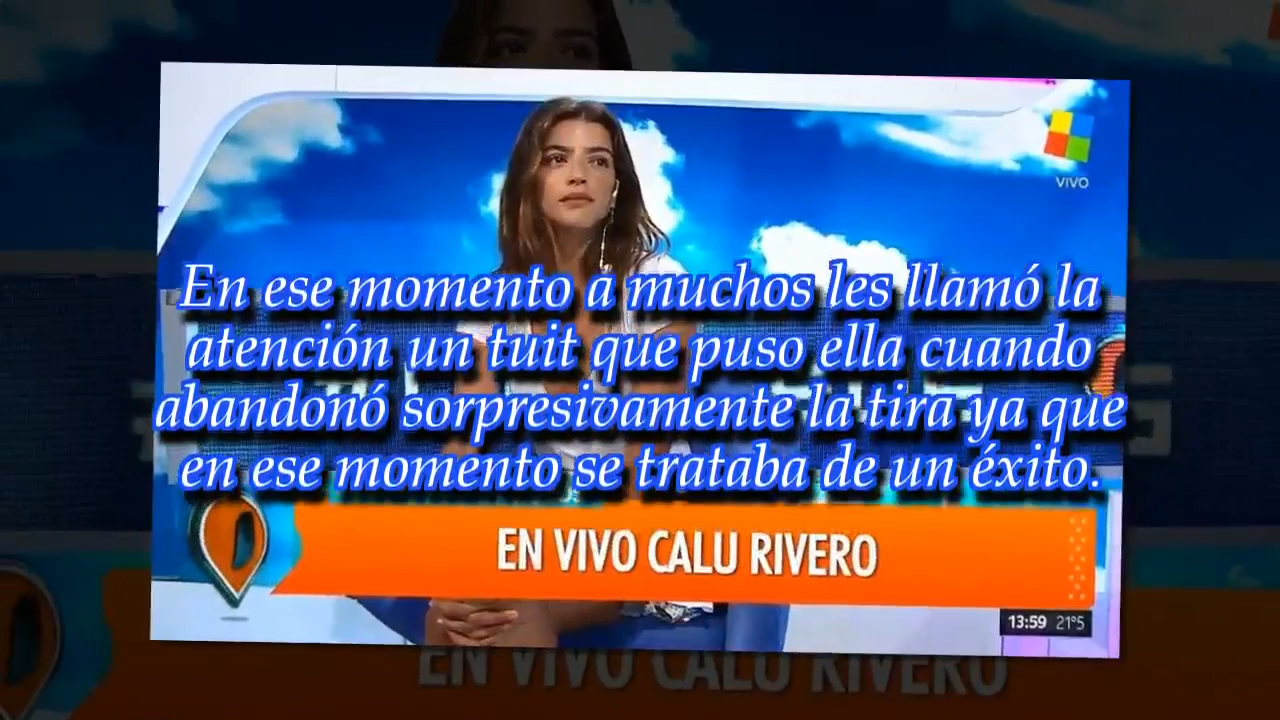 VIVO
En ese momento a muchos les llamó la
atención un tuit que puso ella cuando
abandonó sorpresivamente la tira ya que
en ese momento se trataba de un éxito.
EN VIVO CALU RIVERO
13:59 21°5
EN VIVO CALU RIVERO